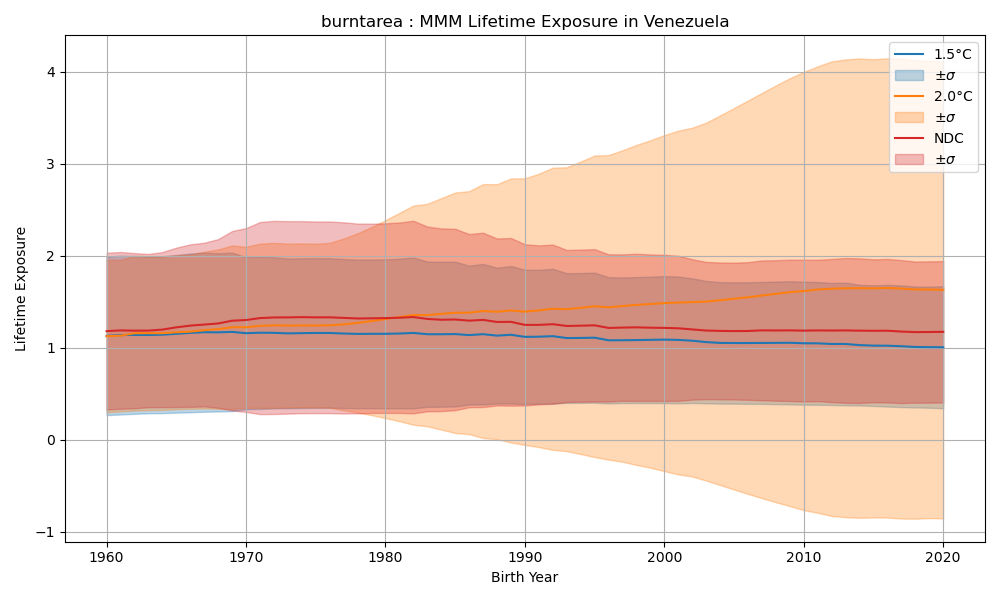 burntarea : MMM Lifetime Exposure in Venezuela
1.5°C
±σ
2.0°C
±σ
NDC
±σ
Lifetime Exposure
4
3
2
1
0
−1
1960
1970
1980
1990
2000
2010
2020
Birth Year